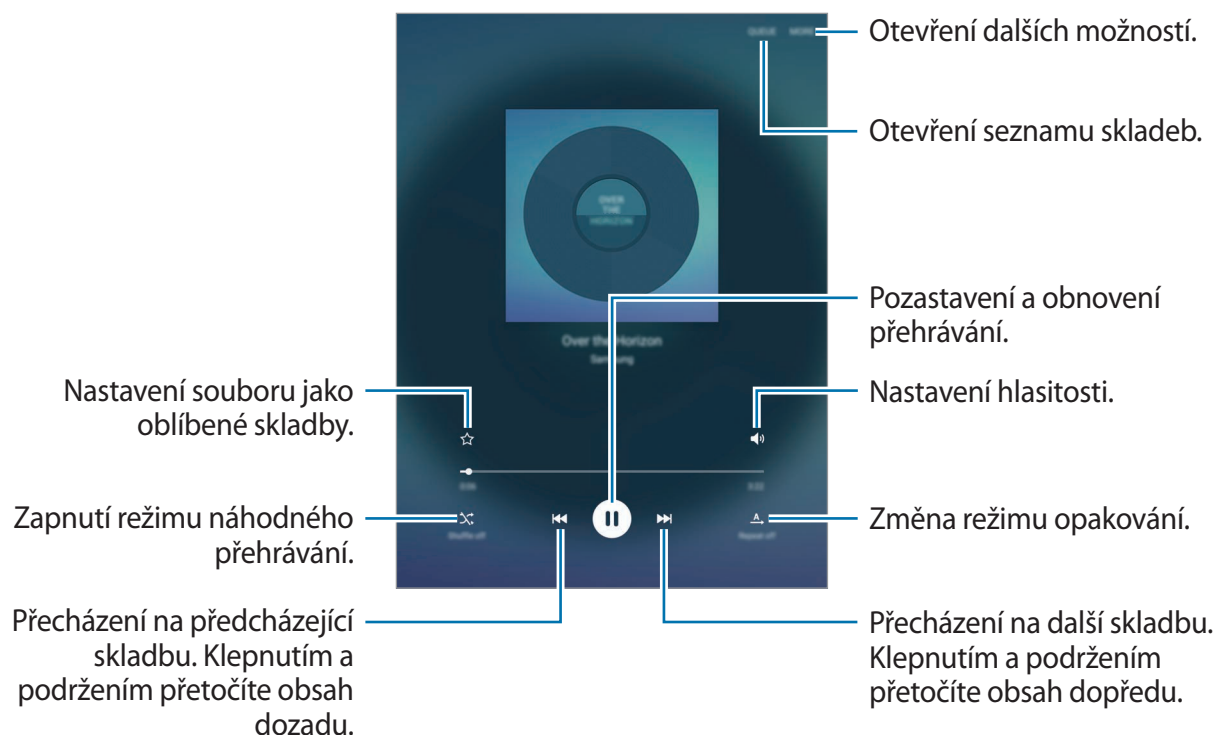 QUEUE MORE
Otevření dalších možností.
Otevření seznamu skladeb.
OVER
THE
HORIZON
Pozastavení a obnovení
přehrávání.
Over the Horizon
Samsung
Nastavení souboru jako
oblíbené skladby.
Nastavení hlasitosti.
Zapnutí režimu náhodného
přehrávání.
Shuffle off
A
Repeat off
Změna režimu opakování.
Přecházení na předcházející
skladbu. Klepnutím a
podržením přetočíte obsah
dozadu.
Přecházení na další skladbu.
Klepnutím a podržením
přetočíte obsah dopředu.